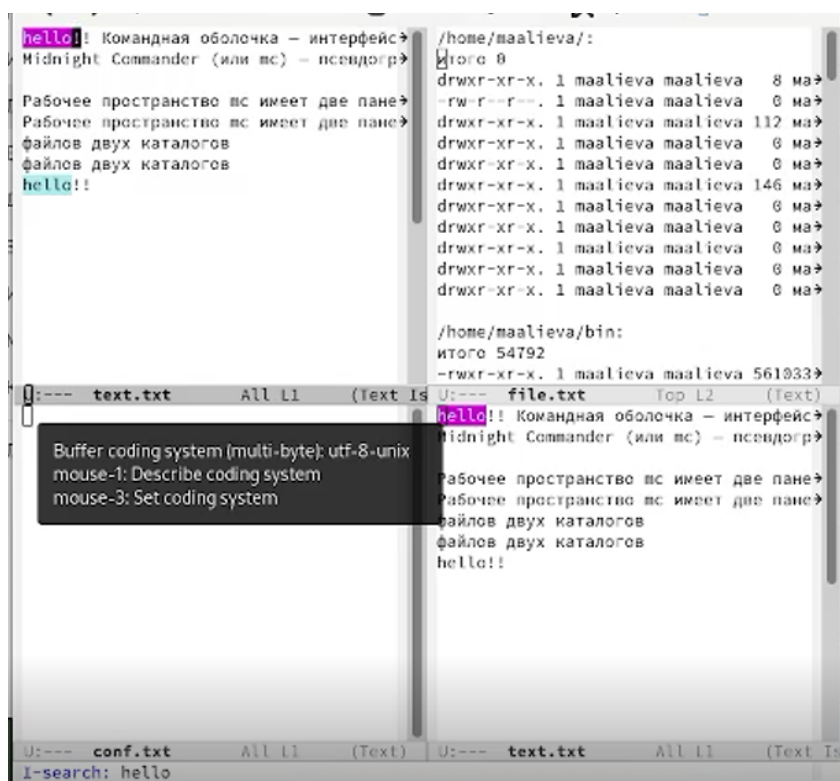 hello!! Командная оболочка — интерфейс
Midnight Commander (или mc) — псевдогр
Рабочее пространство mc имеет две пане
Рабочее пространство mc имеет две пане
файлов двух каталогов
файлов двух каталогов
hello!!
U:--- text.txt All L1 (Text Is
/home/maalieva/:
итого 0
drwxr-xr-x. 1 maalieva maalieva 8 ма
-rw-r--r--. 1 maalieva maalieva 0 ма
drwxr-xr-x. 1 maalieva maalieva 112 ма
drwxr-xr-x. 1 maalieva maalieva 0 ма
drwxr-xr-x. 1 maalieva maalieva 0 ма
drwxr-xr-x. 1 maalieva maalieva 146 ма
drwxr-xr-x. 1 maalieva maalieva 0 ма
drwxr-xr-x. 1 maalieva maalieva 0 ма
drwxr-xr-x. 1 maalieva maalieva 0 ма
drwxr-xr-x. 1 maalieva maalieva 0 ма
drwxr-xr-x. 1 maalieva maalieva 0 ма
/home/maalieva/bin:
итого 54792
-rwxr-xr-x. 1 maalieva maalieva 561033
U:--- file.txt Top L2 (Text)
Buffer coding system (multi-byte): utf-8-unix
mouse-1: Describe coding system
mouse-3: Set coding system
U:--- conf.txt All L1 (Text)
hello!! Командная оболочка — интерфейс
Midnight Commander (или mc) — псевдогр
Рабочее пространство mc имеет две пане
Рабочее пространство mc имеет две пане
файлов двух каталогов
файлов двух каталогов
hello!!
U:--- text.txt All L1 (Text Is
I-search: hello